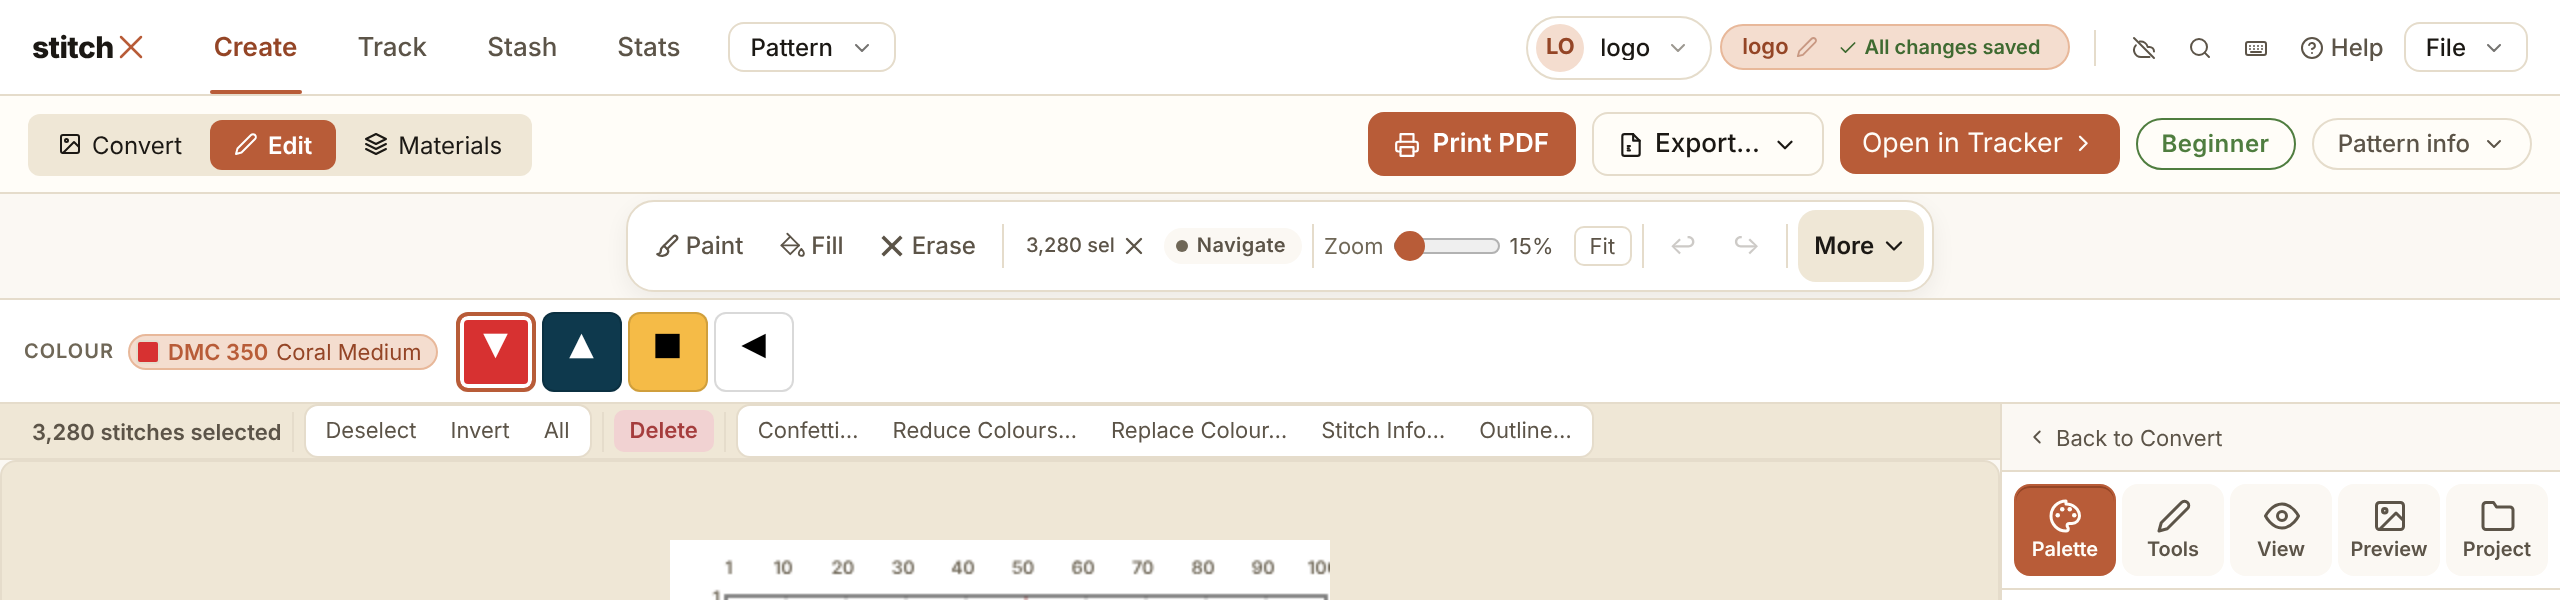 stitch
Create Track Stash Stats Pattern LO logo logo All changes saved Help File
Convert Edit Materials Print PDF Export... Open in Tracker Beginner Pattern info
Paint Fill Erase 3,280 sel Navigate Zoom 15% Fit More
COLOUR DMC 350 Coral Medium
3,280 stitches selected Deselect Invert All Delete Confetti... Reduce Colours... Replace Colour... Stitch Info... Outline...
Back to Convert
Palette Tools View Preview Project
1 10 20 30 40 50 60 70 80 90 100
1